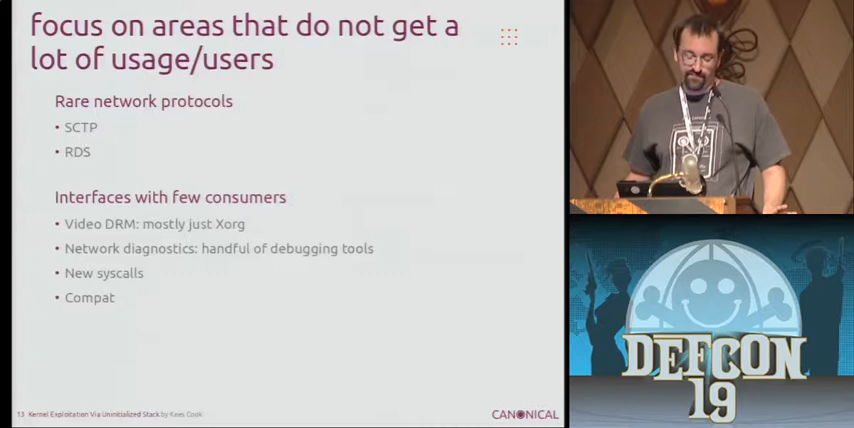 focus on areas that do not get a
lot of usage/users
Rare network protocols
• SCTP
• RDS
Interfaces with few consumers
• Video DRM: mostly just Xorg
• Network diagnostics: handful of debugging tools
• New syscalls
• Compat
13 Kernel Exploitation Via Uninitialized Stack by Kees Cook
CANONICAL
DEFCON
19